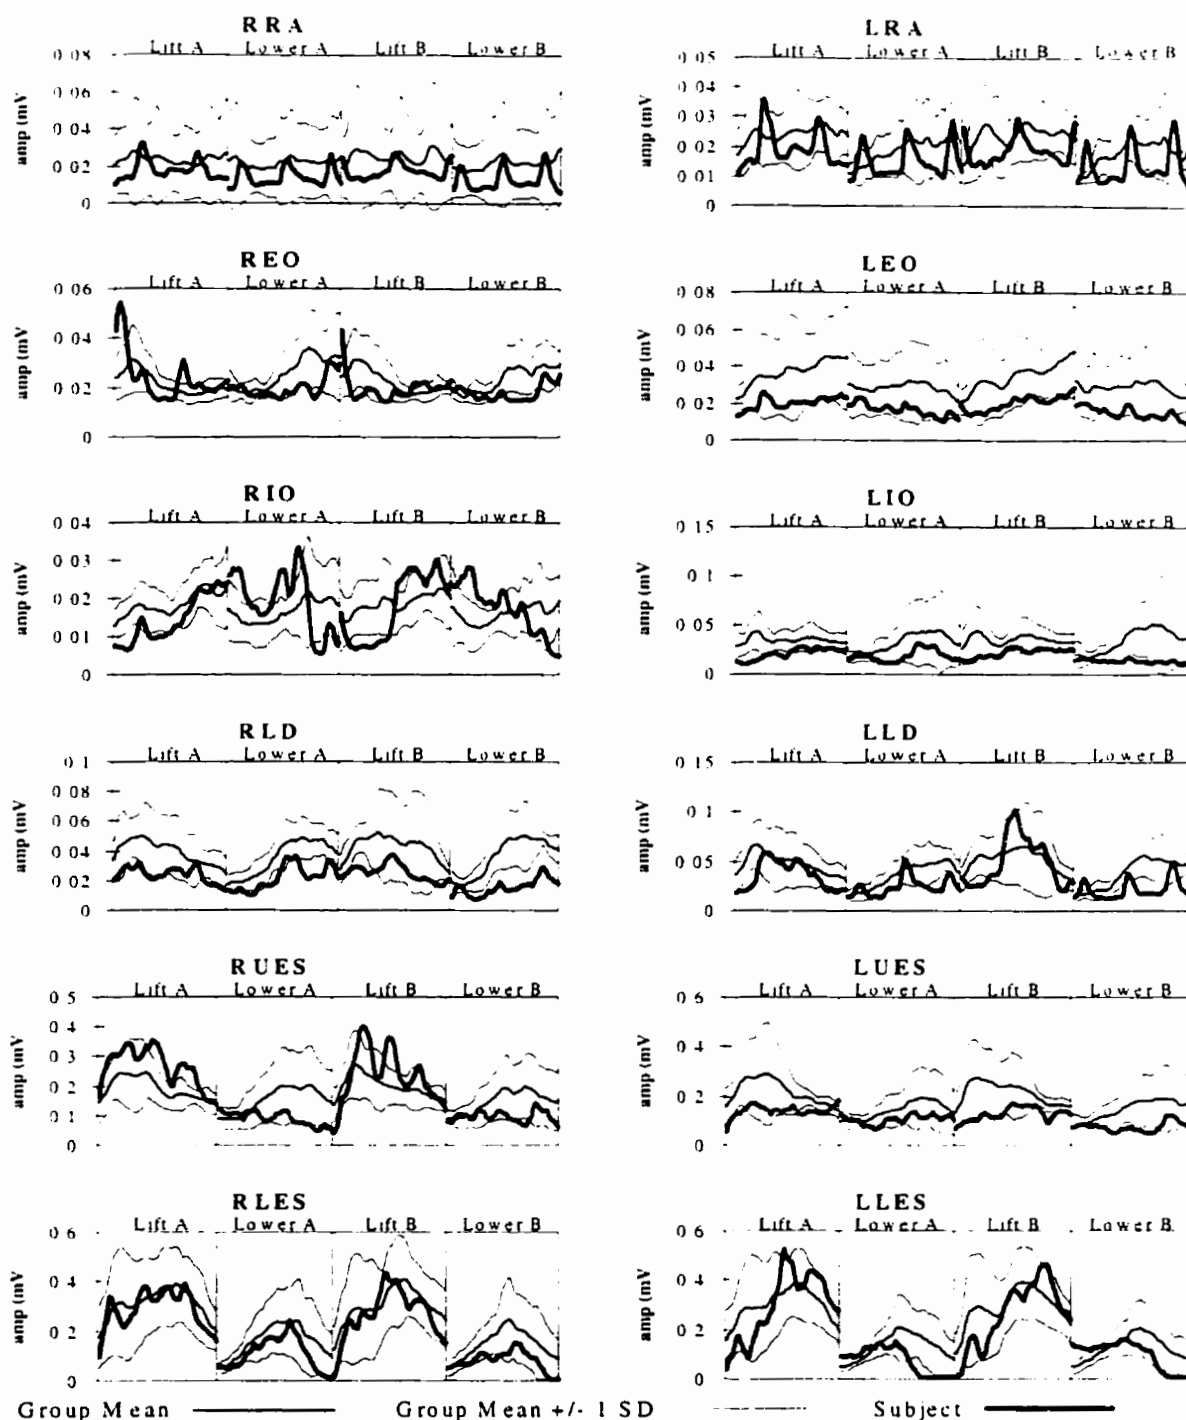 RRA
Lift A Lower A Lift B Lower B
0 08
0 06
0 04
0 02
0
amp (mV)
LRA
Lift A Lower A Lift B Lower B
0 05
0 04
0 03
0 02
0 01
0
amp (mV)
REO
Lift A Lower A Lift B Lower B
0 06
0 04
0 02
0
amp (mV)
LEO
Lift A Lower A Lift B Lower B
0 08
0 06
0 04
0 02
0
amp (mV)
RIO
Lift A Lower A Lift B Lower B
0 04
0 03
0 02
0 01
0
amp (mV)
LIO
Lift A Lower A Lift B Lower B
0 15
0 1
0 05
0
amp (mV)
RLD
Lift A Lower A Lift B Lower B
0 1
0 08
0 06
0 04
0 02
0
amp (mV)
LLD
Lift A Lower A Lift B Lower B
0 15
0 1
0 05
0
amp (mV)
RUES
Lift A Lower A Lift B Lower B
0 5
0 4
0 3
0 2
0 1
0
amp (mV)
LUES
Lift A Lower A Lift B Lower B
0 6
0 4
0 2
0
amp (mV)
RLES
Lift A Lower A Lift B Lower B
0 6
0 4
0 2
0
amp (mV)
LLES
Lift A Lower A Lift B Lower B
0 6
0 4
0 2
0
amp (mV)
Group Mean Group Mean +/- 1 SD Subject